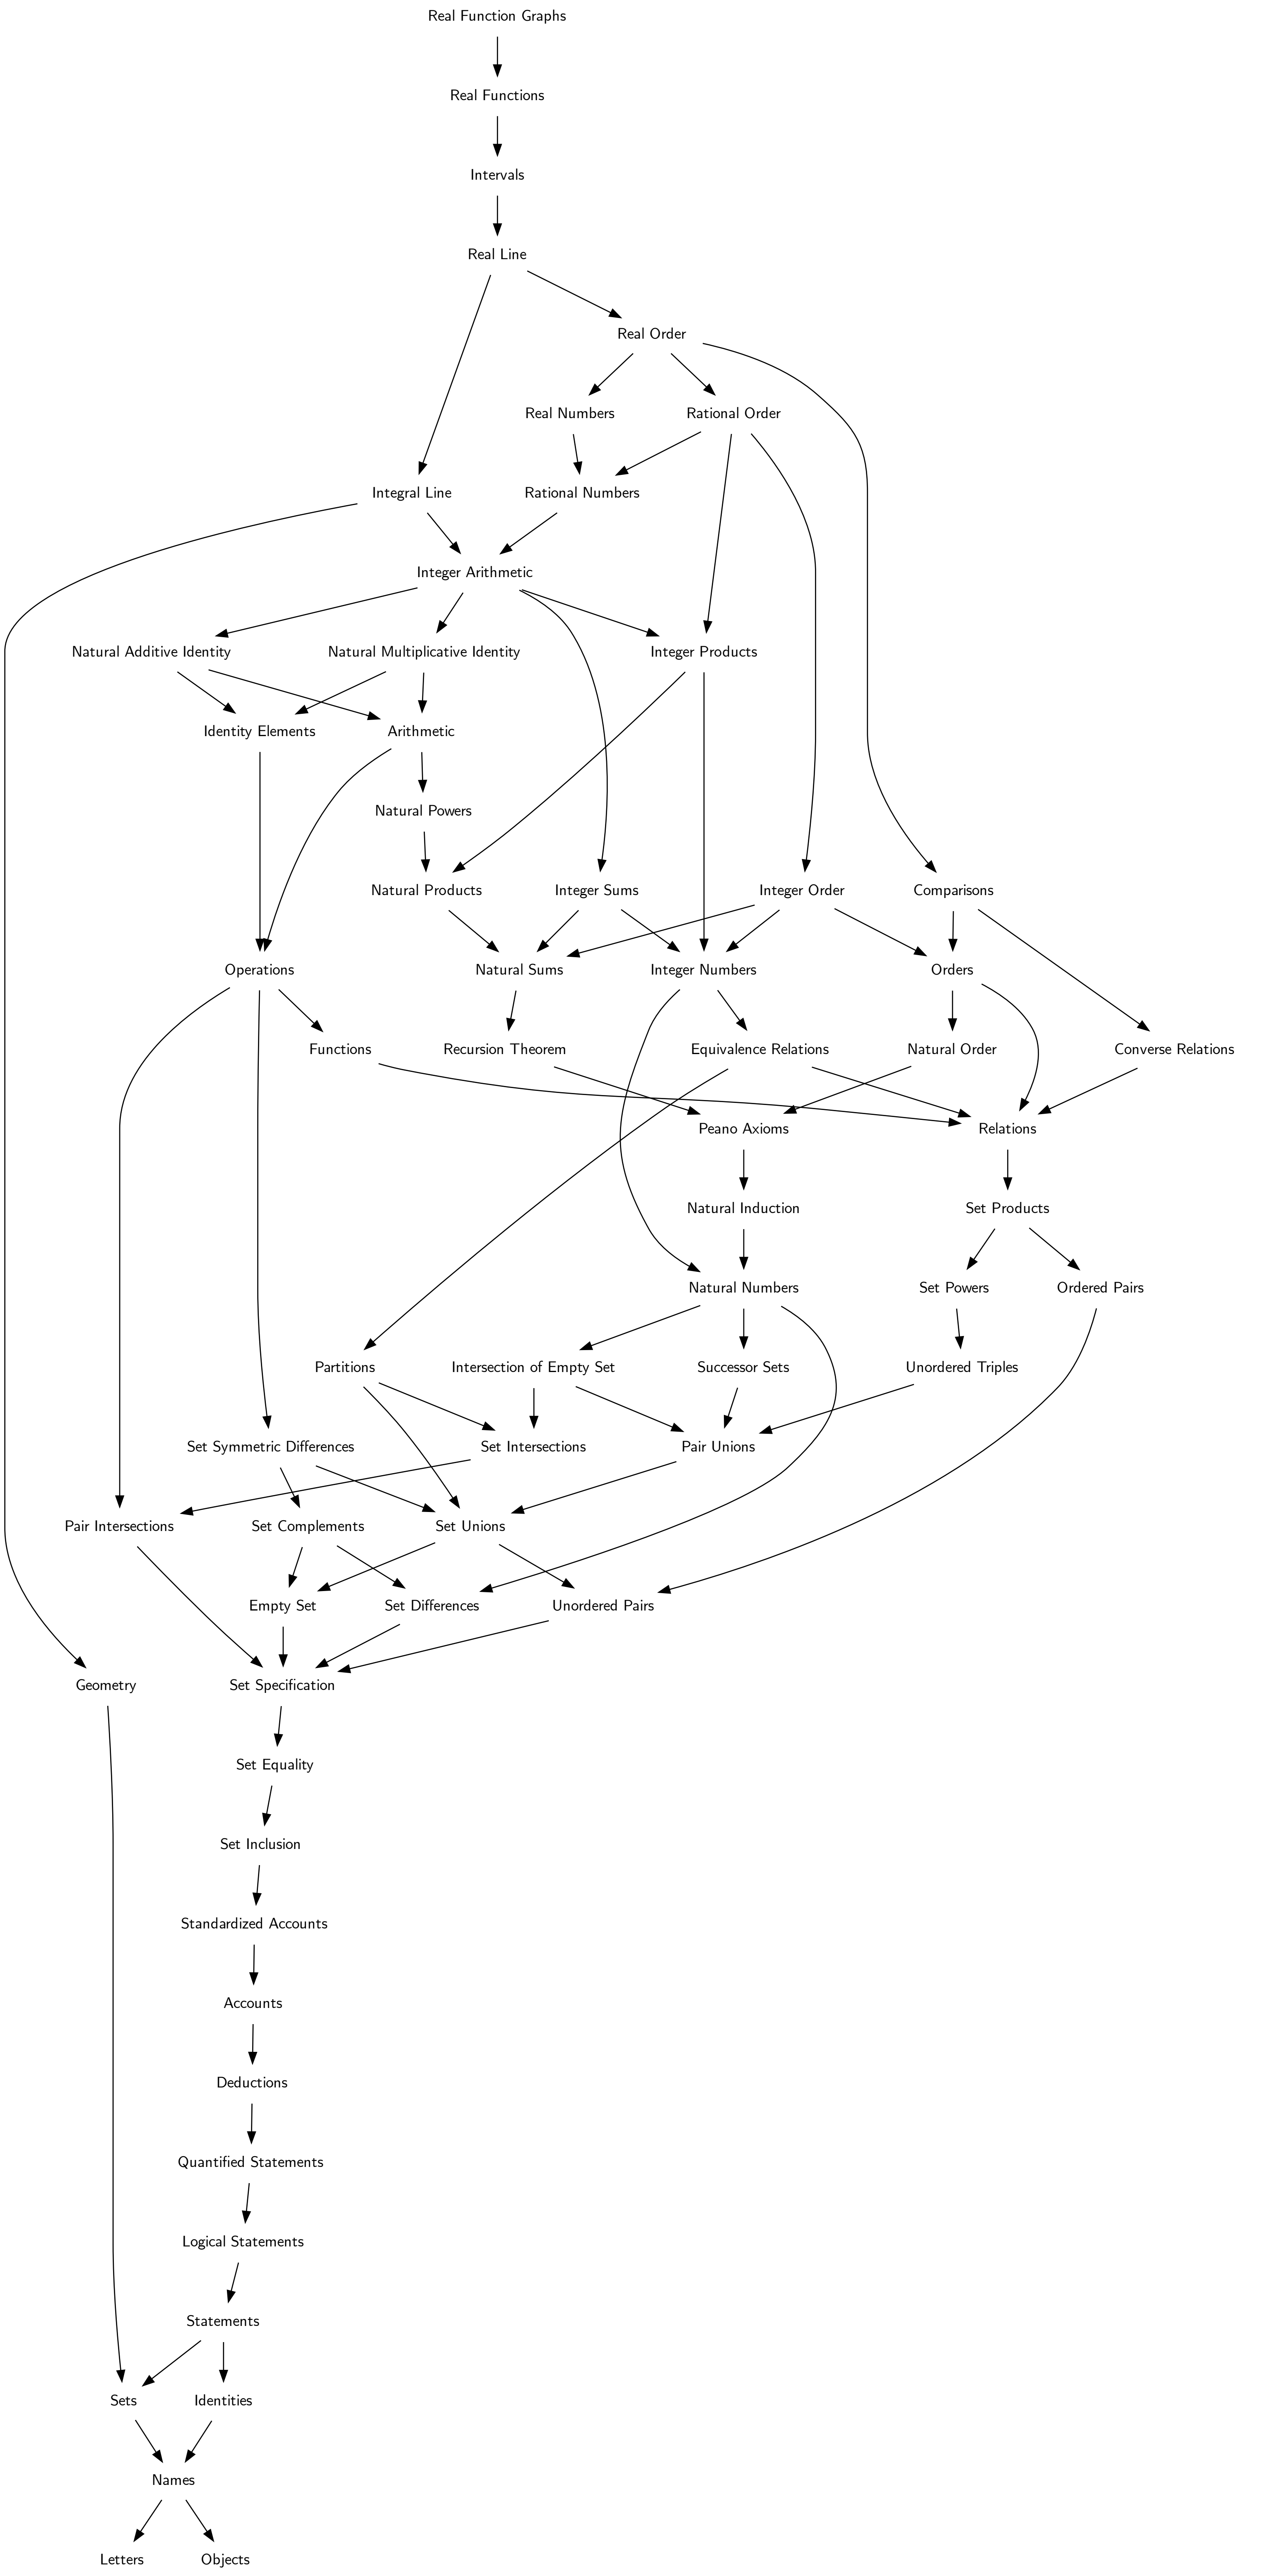 Real Function Graphs
Real Functions
Intervals
Real Line
Real Order
Real Numbers
Rational Order
Integral Line
Rational Numbers
Integer Arithmetic
Natural Additive Identity
Natural Multiplicative Identity
Integer Products
Identity Elements
Arithmetic
Natural Powers
Natural Products
Integer Sums
Integer Order
Comparisons
Operations
Natural Sums
Integer Numbers
Orders
Functions
Recursion Theorem
Equivalence Relations
Natural Order
Converse Relations
Peano Axioms
Relations
Natural Induction
Set Products
Natural Numbers
Set Powers
Ordered Pairs
Partitions
Intersection of Empty Set
Successor Sets
Unordered Triples
Set Symmetric Differences
Set Intersections
Pair Unions
Pair Intersections
Set Complements
Set Unions
Empty Set
Set Differences
Unordered Pairs
Geometry
Set Specification
Set Equality
Set Inclusion
Standardized Accounts
Accounts
Deductions
Quantified Statements
Logical Statements
Statements
Sets
Identities
Names
Letters
Objects